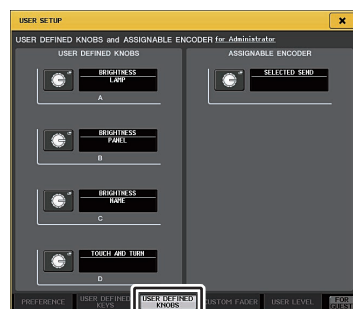 USER SETUP
USER DEFINED KNOBS and ASSIGNABLE ENCODER for Administrator
USER DEFINED KNOBS
BRIGHTNESS
LAMP
A
BRIGHTNESS
PANEL
B
BRIGHTNESS
NAME
C
TOUCH AND TURN
D
ASSIGNABLE ENCODER
SELECTED SEND
PREFERENCE
USER DEFINED
KEYS
USER DEFINED
KNOBS
CUSTOM FADER
USER LEVEL
FOR
GUEST